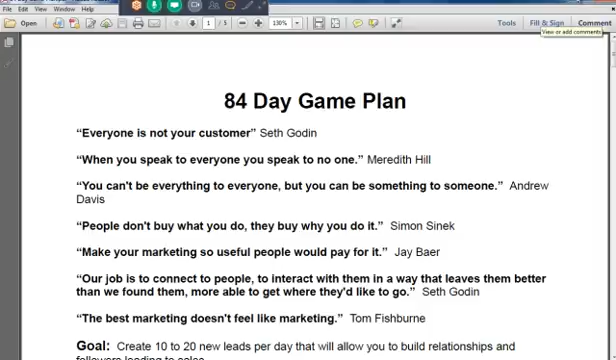 File Edit View Window Help
Open
1 / 5
130%
Tools Fill & Sign Comment
View or add comments
84 Day Game Plan
“Everyone is not your customer” Seth Godin
“When you speak to everyone you speak to no one.” Meredith Hill
“You can't be everything to everyone, but you can be something to someone.” Andrew
Davis
“People don't buy what you do, they buy why you do it.” Simon Sinek
“Make your marketing so useful people would pay for it.” Jay Baer
“Our job is to connect to people, to interact with them in a way that leaves them better
than we found them, more able to get where they'd like to go.” Seth Godin
“The best marketing doesn't feel like marketing.” Tom Fishburne
Goal: Create 10 to 20 new leads per day that will allow you to build relationships and
followers leading to sales